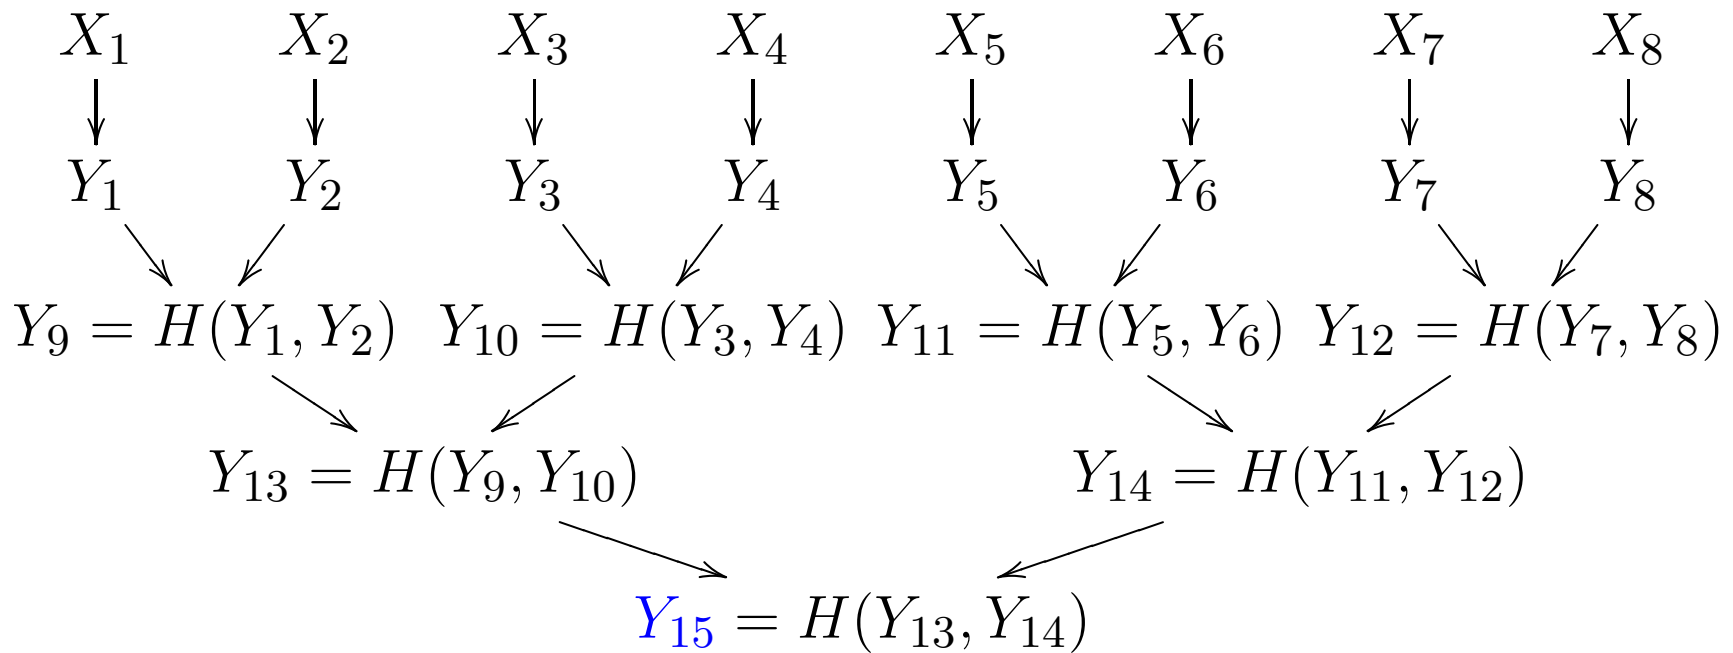 X₁ X₂ X₃ X₄ X₅ X₆ X₇ X₈
Y₁ Y₂ Y₃ Y₄ Y₅ Y₆ Y₇ Y₈
Y₉ = H(Y₁, Y₂) Y₁₀ = H(Y₃, Y₄) Y₁₁ = H(Y₅, Y₆) Y₁₂ = H(Y₇, Y₈)
Y₁₃ = H(Y₉, Y₁₀) Y₁₄ = H(Y₁₁, Y₁₂)
Y₁₅ = H(Y₁₃, Y₁₄)